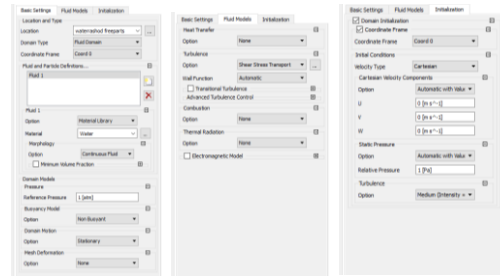 Basic Settings Fluid Models Initialization
Location and Type
Location waterrashod freeparts ...
Domain Type Fluid Domain
Coordinate Frame Coord 0
Fluid and Particle Definitions...
Fluid 1
Fluid 1
Option Material Library
Material Water ...
Morphology
Option Continuous Fluid
Minimum Volume Fraction
Domain Models
Pressure
Reference Pressure 1 [atm]
Buoyancy Model
Option Non Buoyant
Domain Motion
Option Stationary
Mesh Deformation
Option None
Basic Settings Fluid Models Initialization
Heat Transfer
Option None
Turbulence
Option Shear Stress Transport ...
Wall Function Automatic
Transitional Turbulence
Advanced Turbulence Control
Combustion
Option None
Thermal Radiation
Option None
Electromagnetic Model
Basic Settings Fluid Models Initialization
Domain Initialization
Coordinate Frame
Coordinate Frame Coord 0
Initial Conditions
Velocity Type Cartesian
Cartesian Velocity Components
Option Automatic with Value
U 0 [m s^-1]
V 0 [m s^-1]
W 0 [m s^-1]
Static Pressure
Option Automatic with Value
Relative Pressure 1 [Pa]
Turbulence
Option Medium (Intensity =